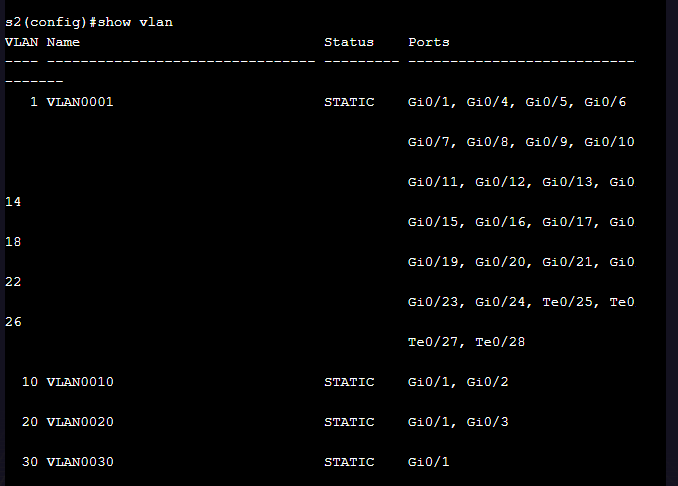 s2(config)#show vlan
VLAN Name                             Status    Ports
---- -------------------------------- --------- ---------------------------
-------
   1 VLAN0001                         STATIC    Gi0/1, Gi0/4, Gi0/5, Gi0/6
                                                Gi0/7, Gi0/8, Gi0/9, Gi0/10
                                                Gi0/11, Gi0/12, Gi0/13, Gi0
14
                                                Gi0/15, Gi0/16, Gi0/17, Gi0
18
                                                Gi0/19, Gi0/20, Gi0/21, Gi0
22
                                                Gi0/23, Gi0/24, Te0/25, Te0
26
                                                Te0/27, Te0/28
  10 VLAN0010                         STATIC    Gi0/1, Gi0/2
  20 VLAN0020                         STATIC    Gi0/1, Gi0/3
  30 VLAN0030                         STATIC    Gi0/1